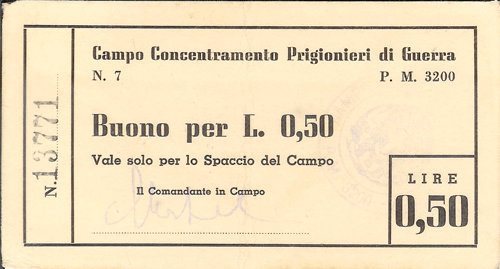 Campo Concentramento Prigionieri di Guerra
N. 7 P. M. 3200
N. 13771
Buono per L. 0,50
Vale solo per lo Spaccio del Campo
Il Comandante in Campo
LIRE
0,50